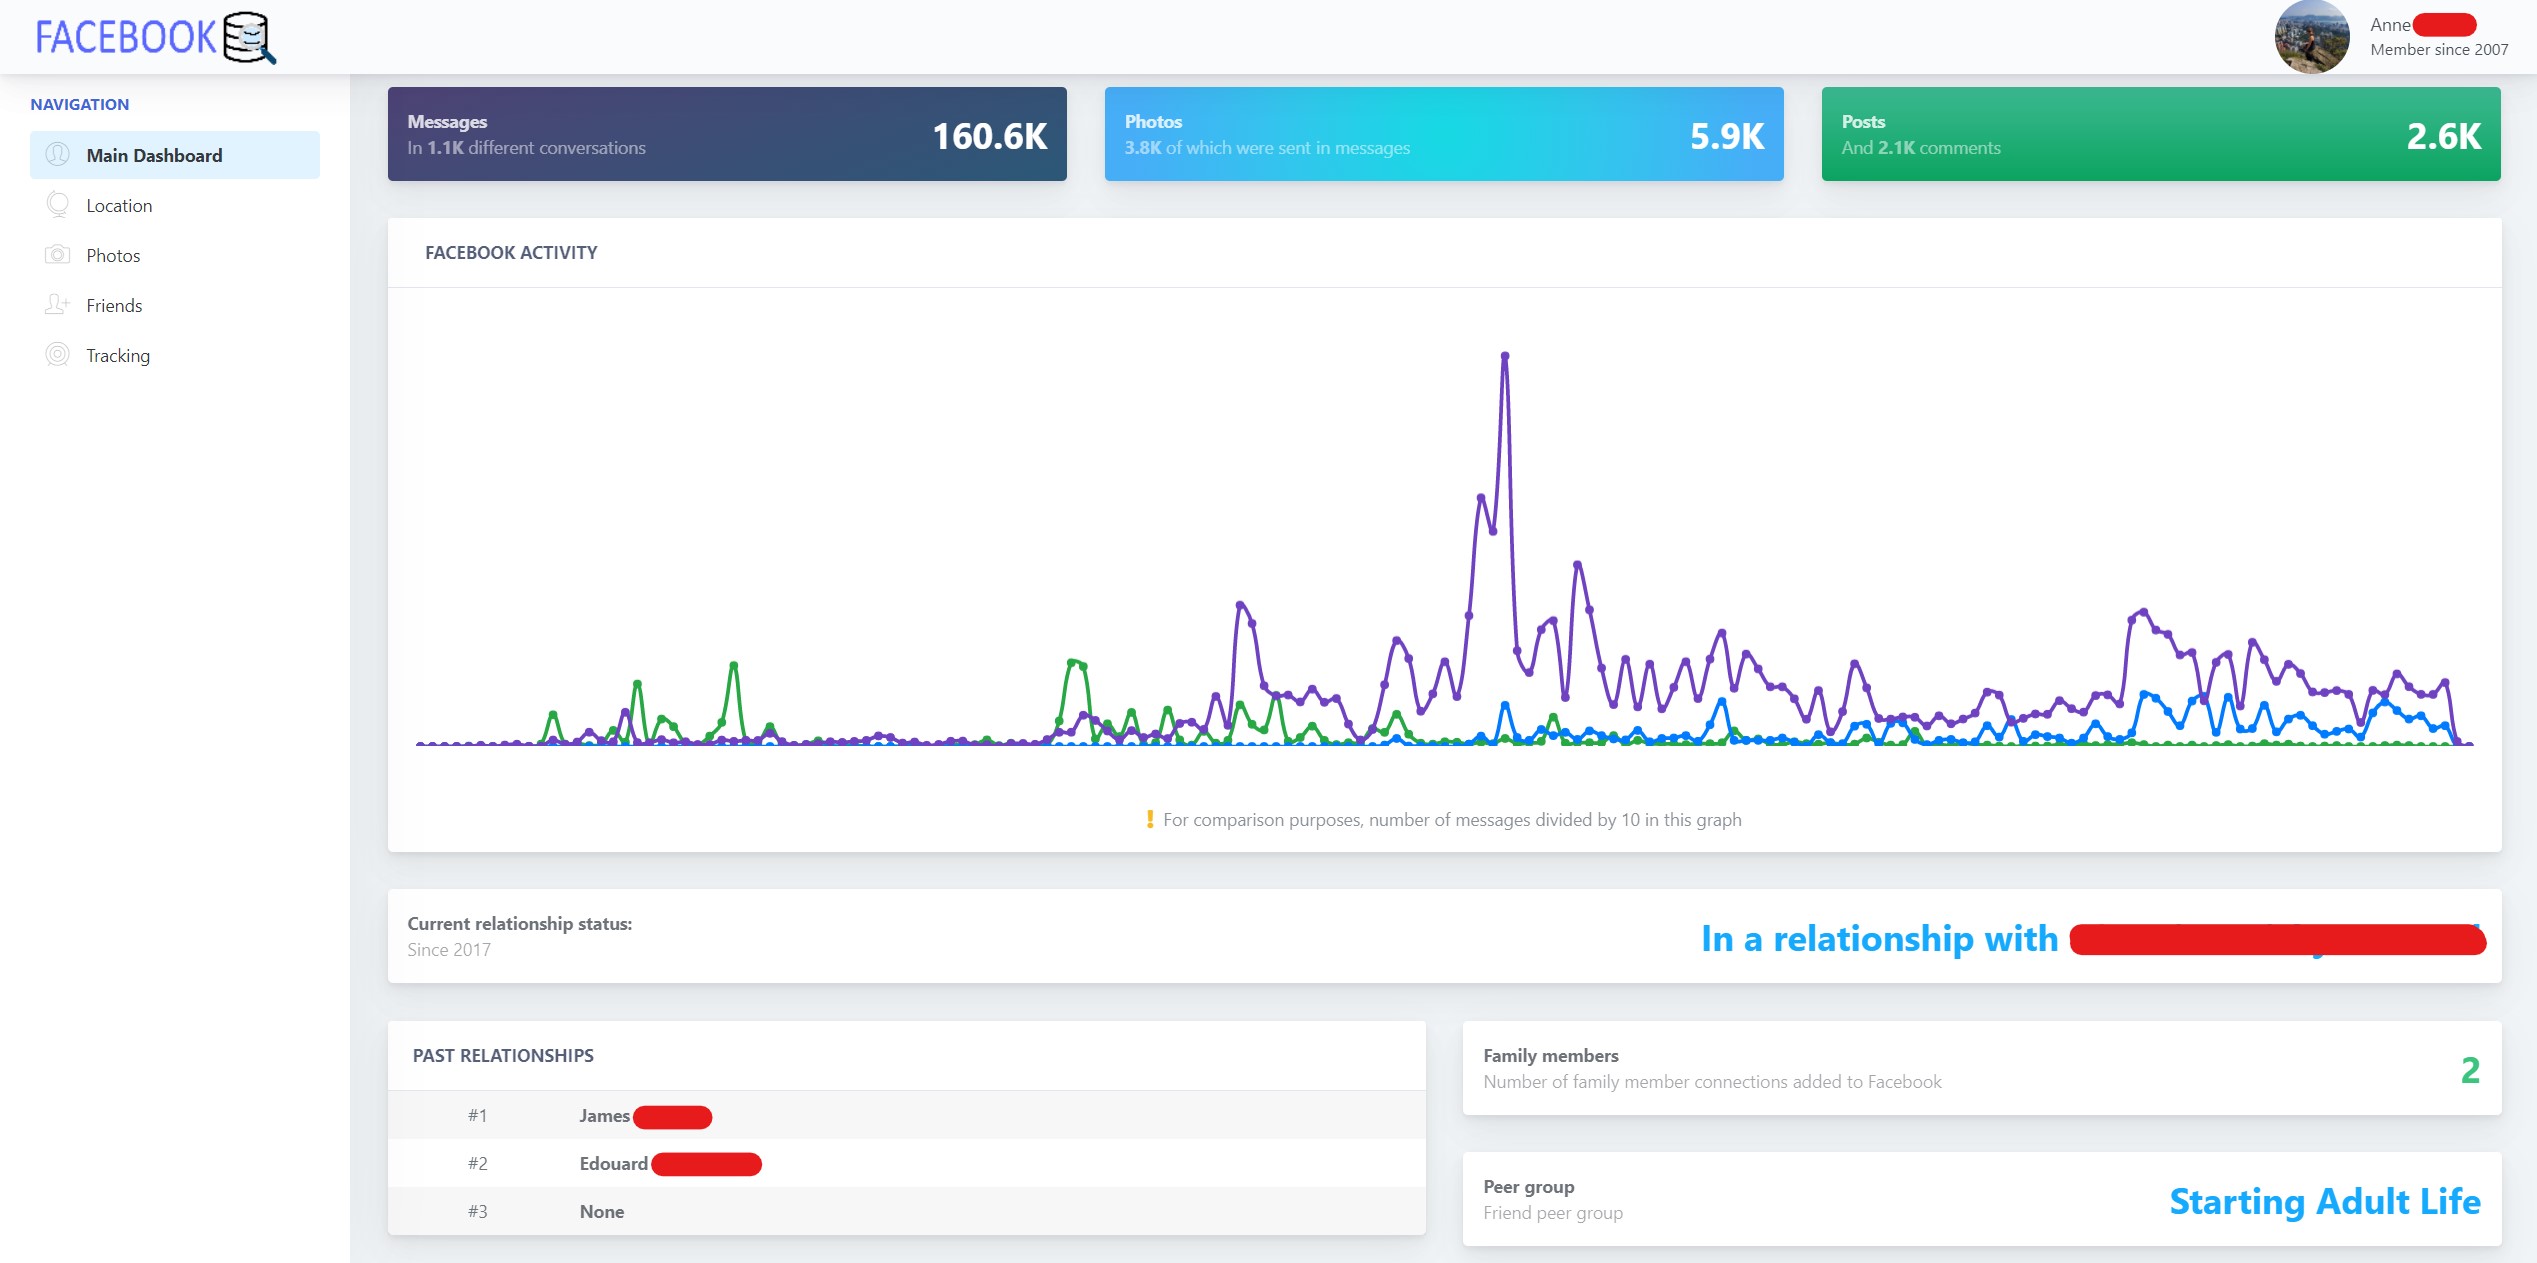 FACEBOOK
Anne
Member since 2007
NAVIGATION
Main Dashboard
Location
Photos
Friends
Tracking
Messages
In 1.1K different conversations
160.6K
Photos
3.8K of which were sent in messages
5.9K
Posts
And 2.1K comments
2.6K
FACEBOOK ACTIVITY
! For comparison purposes, number of messages divided by 10 in this graph
Current relationship status:
Since 2017
In a relationship with
PAST RELATIONSHIPS
#1 James
#2 Edouard
#3 None
Family members
Number of family member connections added to Facebook
2
Peer group
Friend peer group
Starting Adult Life